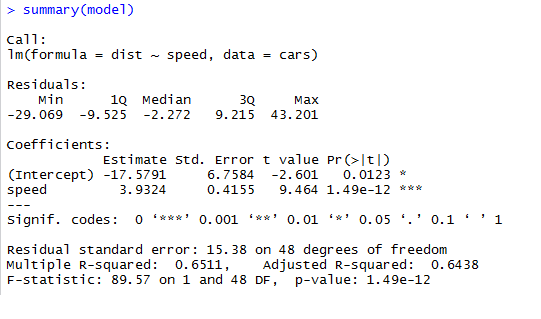 > summary(model)
Call:
lm(formula = dist ~ speed, data = cars)
Residuals:
    Min      1Q  Median      3Q     Max
-29.069  -9.525  -2.272   9.215  43.201
Coefficients:
            Estimate Std. Error t value Pr(>|t|)
(Intercept) -17.5791     6.7584  -2.601   0.0123 *
speed         3.9324     0.4155   9.464 1.49e-12 ***
---
Signif. codes:  0 ‘***’ 0.001 ‘**’ 0.01 ‘*’ 0.05 ‘.’ 0.1 ‘ ’ 1
Residual standard error: 15.38 on 48 degrees of freedom
Multiple R-squared:  0.6511,    Adjusted R-squared:  0.6438
F-statistic: 89.57 on 1 and 48 DF,  p-value: 1.49e-12